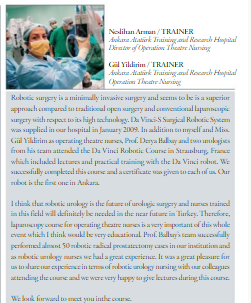 Neslihan Arman / TRAINER
Ankara Atatürk Training and Research Hospital
Director of Operation Theatre Nursing
Gül Yildirim / TRAINER
Ankara Atatürk Training and Research Hospital
Operation Theatre Nursing
Robotic surgery is a minimally invasive surgery and seems to be is a superior
approach compared to traditional open surgery and conventional laparouscopic
surgery with respect to its high technology. Da Vinci-S Surgical Robotic System
was supplied in our hospital in January 2009. In addition to myself and Miss.
Gül Yildirim as operating theatre nurses, Prof. Derya Balbay and two urologists
from his team attended the Da Vinci Robotic Course in Strausburg, France
which included lectures and practical training with the Da Vinci robot. We
successfully completed this course and a certificate was given to each of us. Our
robot is the first one in Ankara.
I think that robotic urology is the future of urologic surgery and nurses trained
in this field will definitely be needed in the near future in Turkey. Therefore,
laparoscopy course for operating theatre nurses is a very important of this whole
event which I think would be very educational. Prof. Balbay's team successfully
performed almost 50 robotic radical prostatectomy cases in our institution and
as robotic urology nurses we had a great experience. It was a great pleasure for
us to share our experience in terms of robotic urology nursing with our colleagues
attending the course and we were very happy to give lectures during this course.
We look forward to meet you in the course.